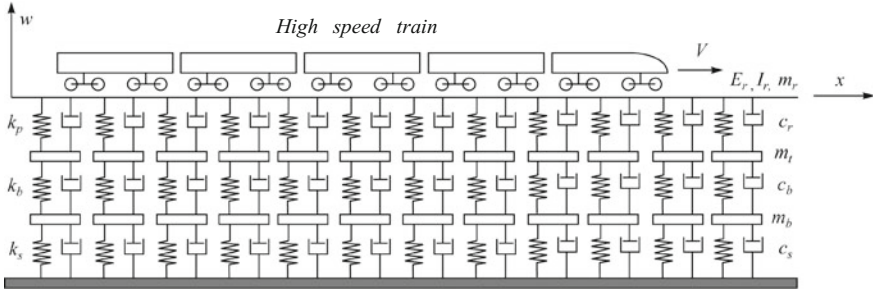 w
High speed train
V
E_r, I_r, m_r
x
k_p
c_r
m_t
k_b
c_b
m_b
k_s
c_s